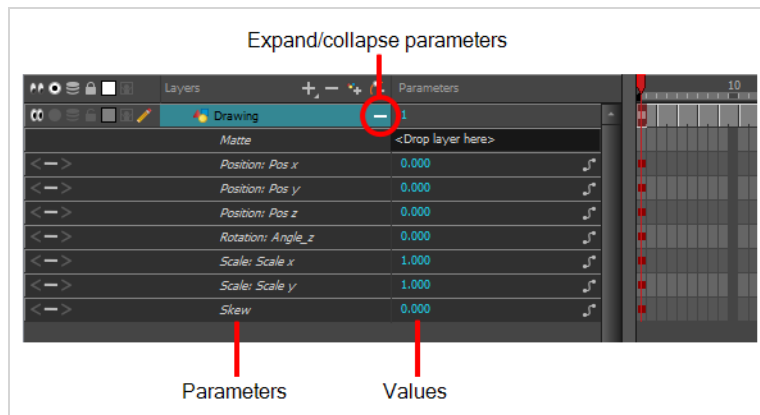 Expand/collapse parameters
Layers Parameters 10
Drawing 1
Matte <Drop layer here>
Position: Pos x 0.000
Position: Pos y 0.000
Position: Pos z 0.000
Rotation: Angle_z 0.000
Scale: Scale x 1.000
Scale: Scale y 1.000
Skew 0.000
Parameters Values